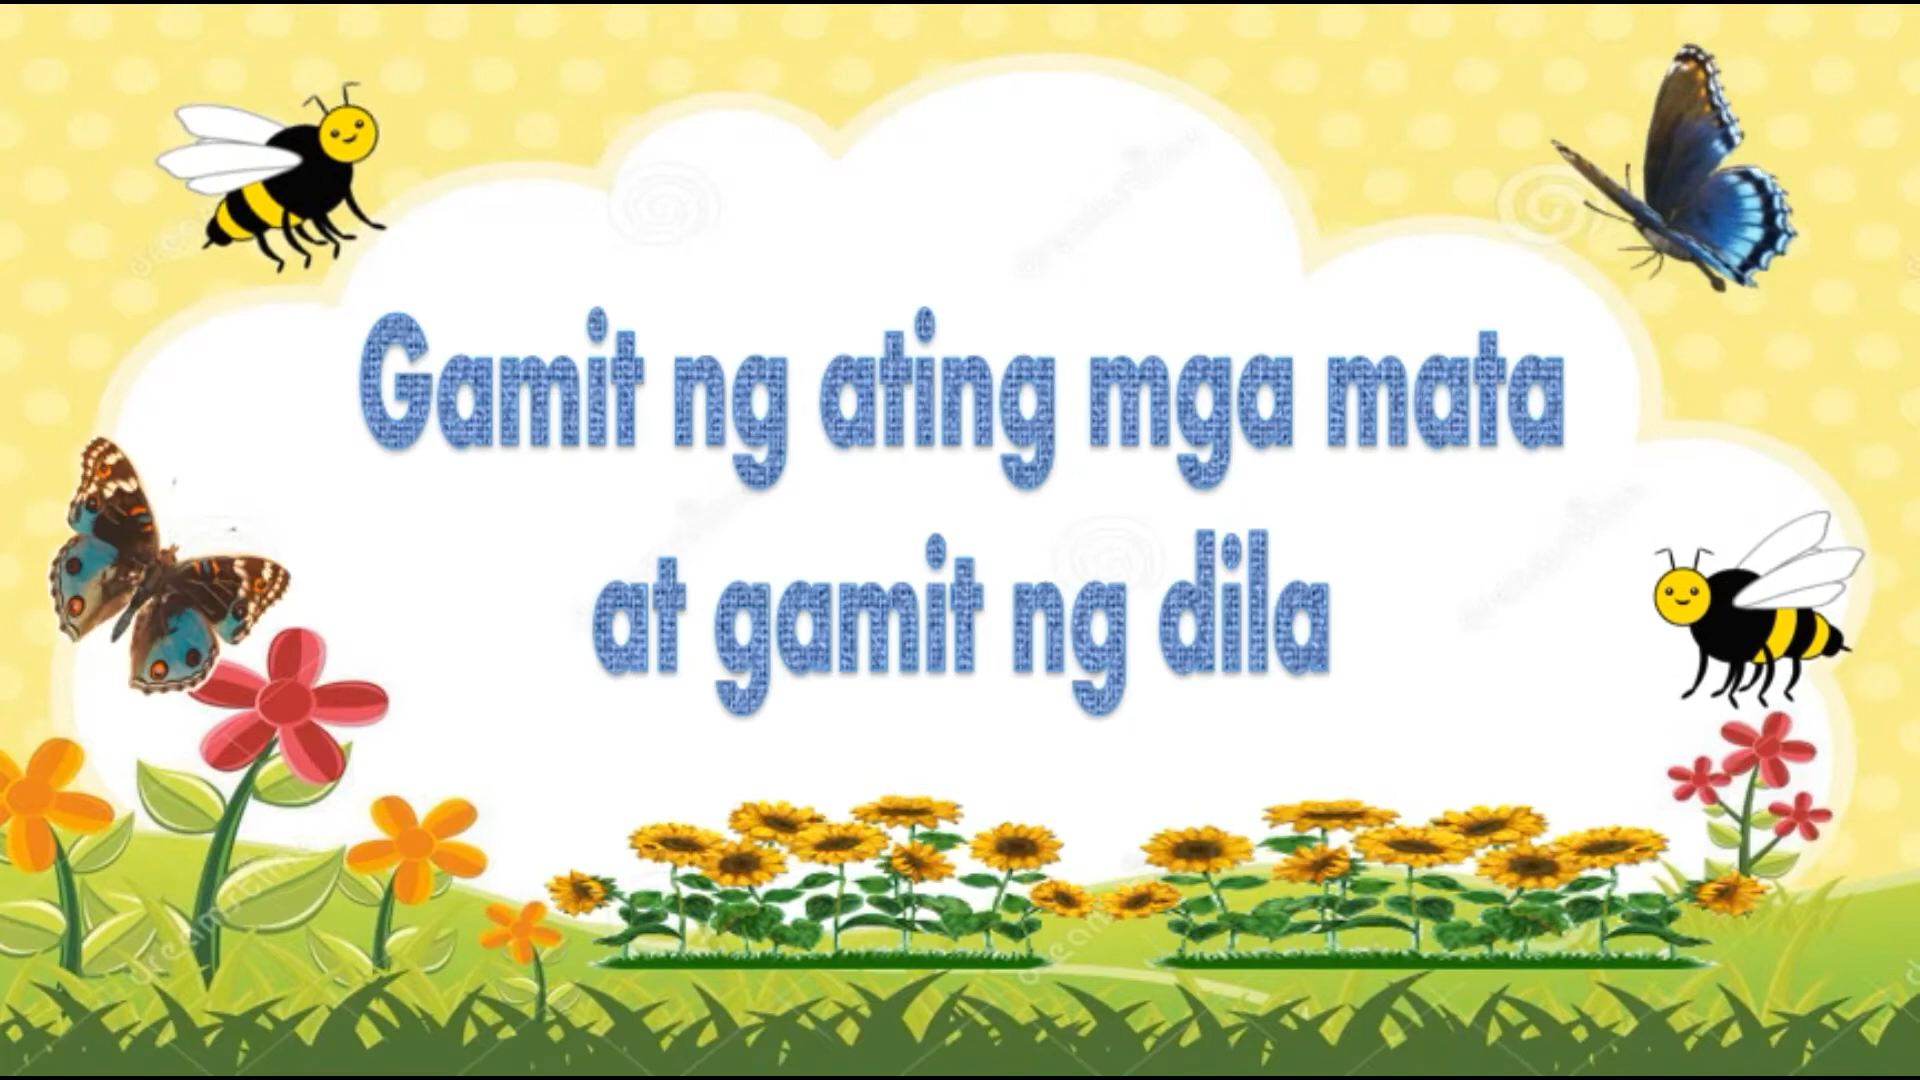 Gamit ng ating mga mata
at gamit ng dila